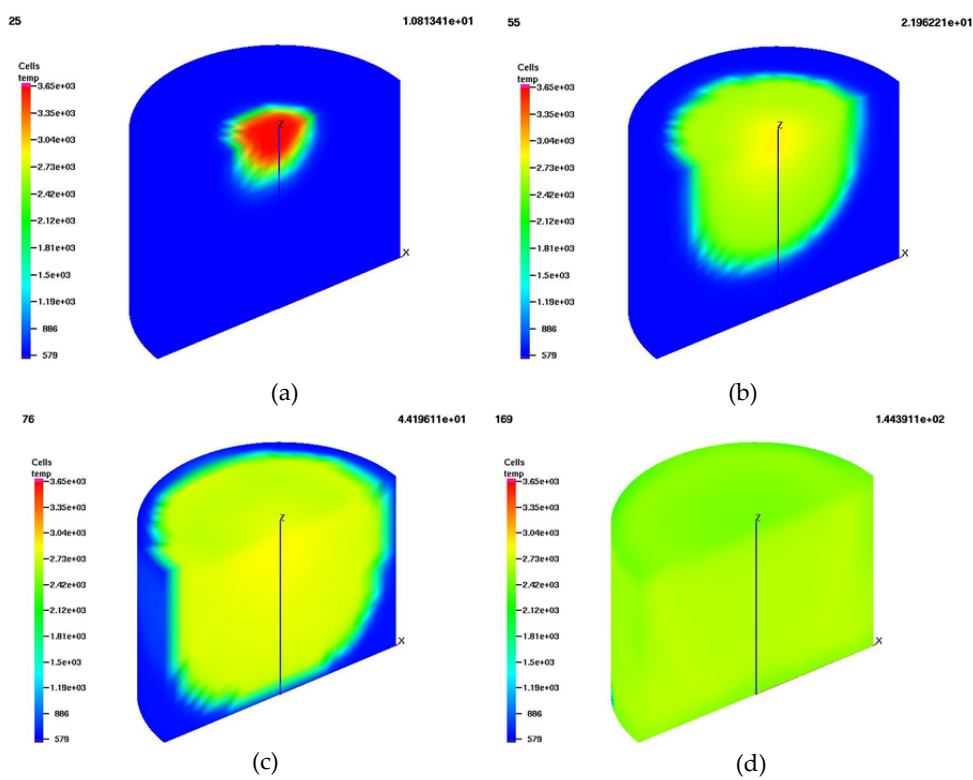 25 1.081341e+01
Cells
temp
3.65e+03
3.35e+03
3.04e+03
2.73e+03
2.42e+03
2.12e+03
1.81e+03
1.5e+03
1.19e+03
886
579
Z
X
(a)
55 2.196221e+01
Cells
temp
3.65e+03
3.35e+03
3.04e+03
2.73e+03
2.42e+03
2.12e+03
1.81e+03
1.5e+03
1.19e+03
886
579
Z
X
(b)
76 4.419611e+01
Cells
temp
3.65e+03
3.35e+03
3.04e+03
2.73e+03
2.42e+03
2.12e+03
1.81e+03
1.5e+03
1.19e+03
886
579
Z
X
(c)
169 1.443911e+02
Cells
temp
3.65e+03
3.35e+03
3.04e+03
2.73e+03
2.42e+03
2.12e+03
1.81e+03
1.5e+03
1.19e+03
886
579
Z
X
(d)